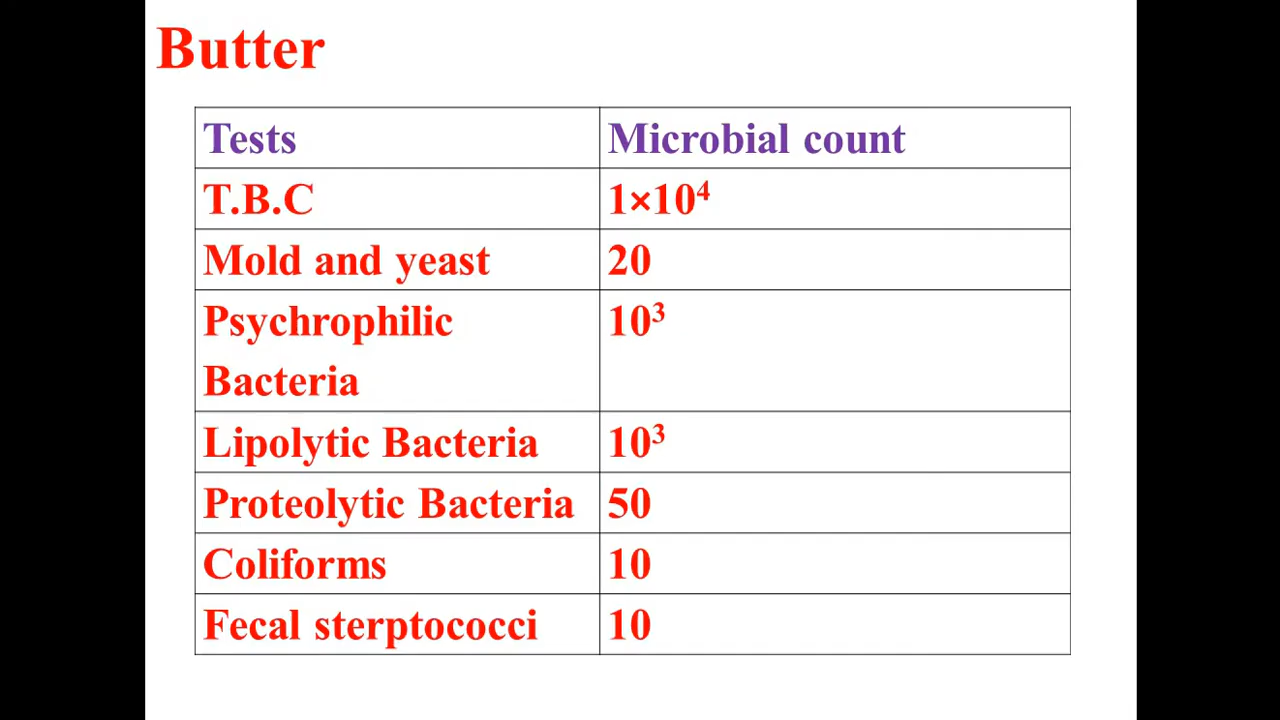 Butter
Tests Microbial count
T.B.C 1×10⁴
Mold and yeast 20
Psychrophilic 10³
Bacteria
Lipolytic Bacteria 10³
Proteolytic Bacteria 50
Coliforms 10
Fecal sterptococci 10